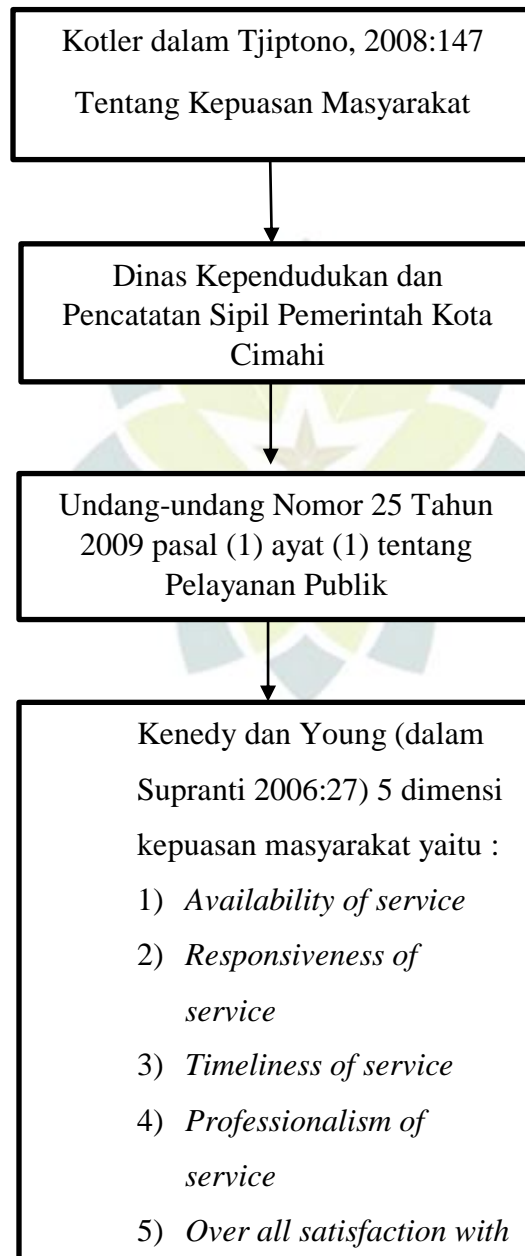 Kotler dalam Tjiptono, 2008:147
Tentang Kepuasan Masyarakat
Dinas Kependudukan dan
Pencatatan Sipil Pemerintah Kota
Cimahi
Undang-undang Nomor 25 Tahun
2009 pasal (1) ayat (1) tentang
Pelayanan Publik
Kenedy dan Young (dalam
Supranti 2006:27) 5 dimensi
kepuasan masyarakat yaitu :
1) Availability of service
2) Responsiveness of
service
3) Timeliness of service
4) Professionalism of
service
5) Over all satisfaction with